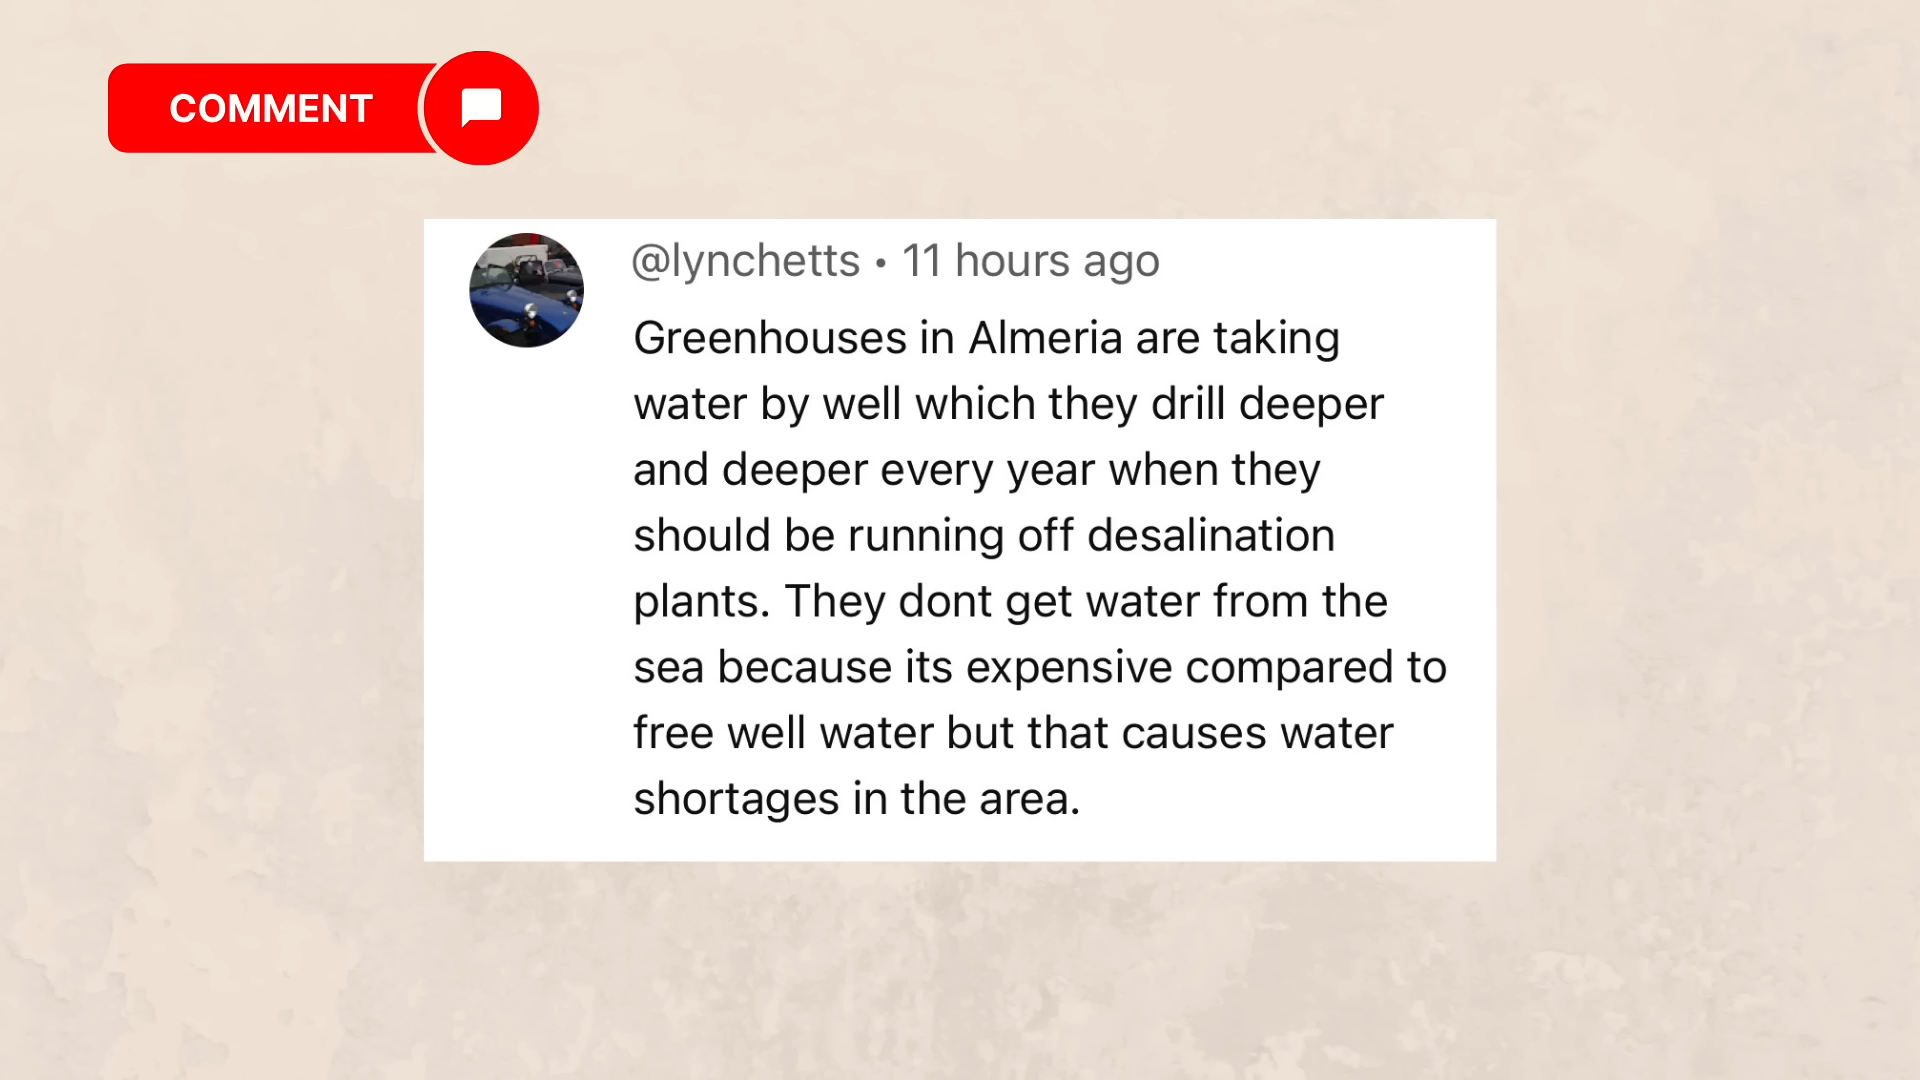 COMMENT
@lynchetts • 11 hours ago
Greenhouses in Almeria are taking
water by well which they drill deeper
and deeper every year when they
should be running off desalination
plants. They dont get water from the
sea because its expensive compared to
free well water but that causes water
shortages in the area.